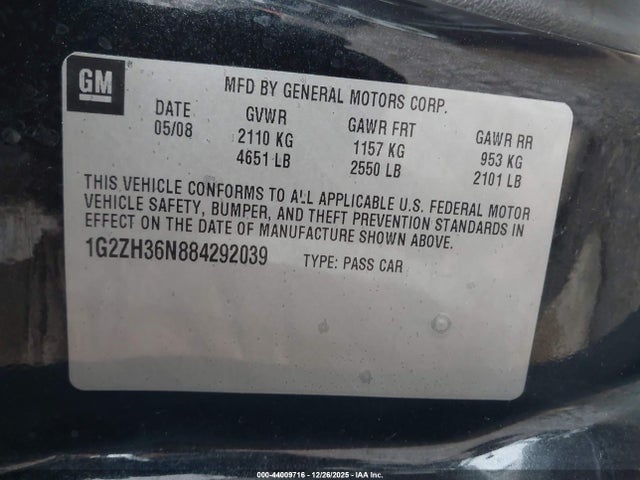 GM
MFD BY GENERAL MOTORS CORP.
DATE GVWR GAWR FRT GAWR RR
05/08 2110 KG 1157 KG 953 KG
4651 LB 2550 LB 2101 LB
THIS VEHICLE CONFORMS TO ALL APPLICABLE U.S. FEDERAL MOTOR
VEHICLE SAFETY, BUMPER, AND THEFT PREVENTION STANDARDS IN
EFFECT ON THE DATE OF MANUFACTURE SHOWN ABOVE.
1G2ZH36N884292039 TYPE: PASS CAR
000-44009716 - 12/26/2025 - IAA Inc.